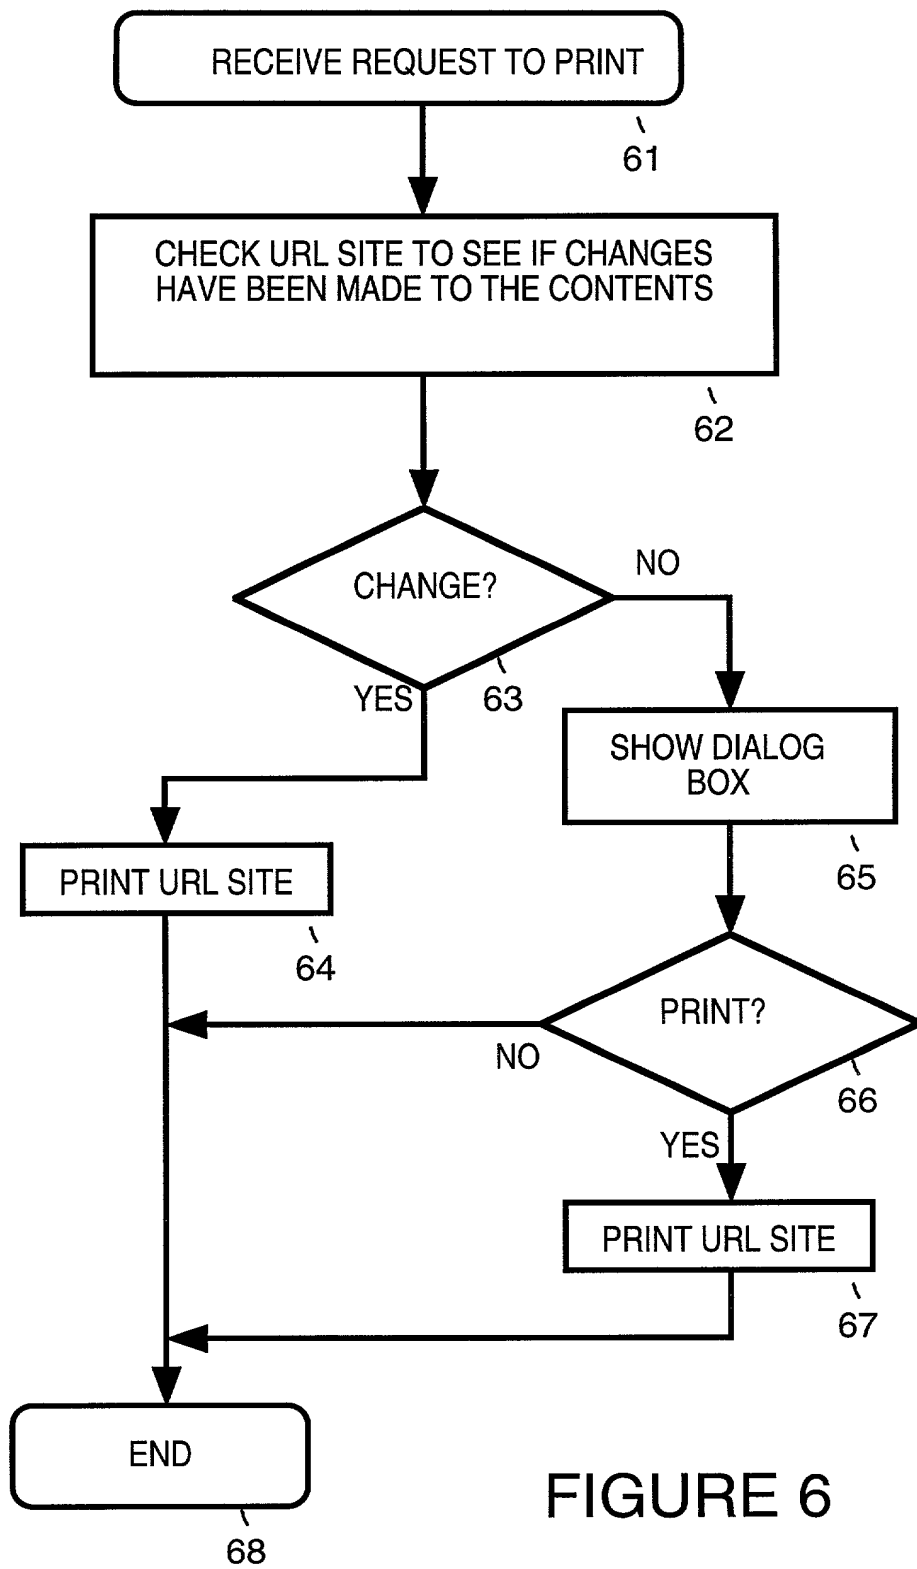 RECEIVE REQUEST TO PRINT
61
CHECK URL SITE TO SEE IF CHANGES
HAVE BEEN MADE TO THE CONTENTS
62
CHANGE?
NO
YES
63
SHOW DIALOG
BOX
65
PRINT URL SITE
64
PRINT?
NO
66
YES
PRINT URL SITE
67
END
68
FIGURE 6